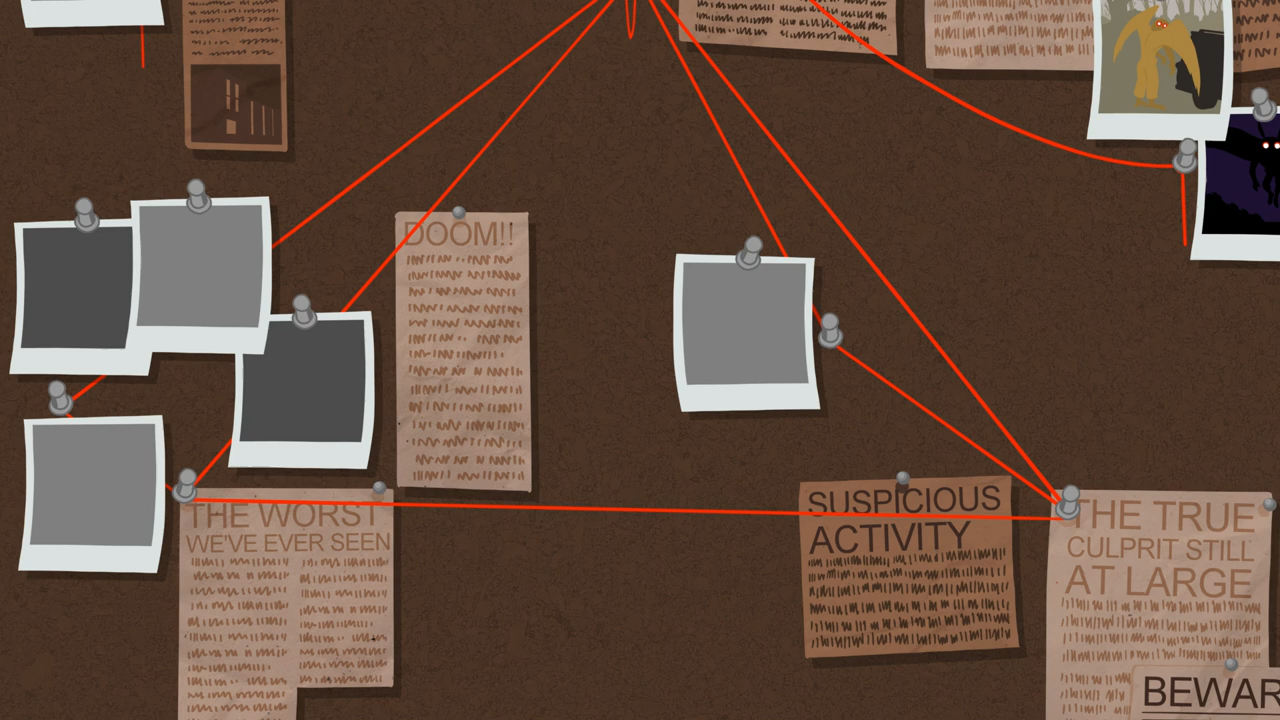 DOOM!!
THE WORST
WE'VE EVER SEEN
SUSPICIOUS
ACTIVITY
THE TRUE
CULPRIT STILL
AT LARGE
BEWAR